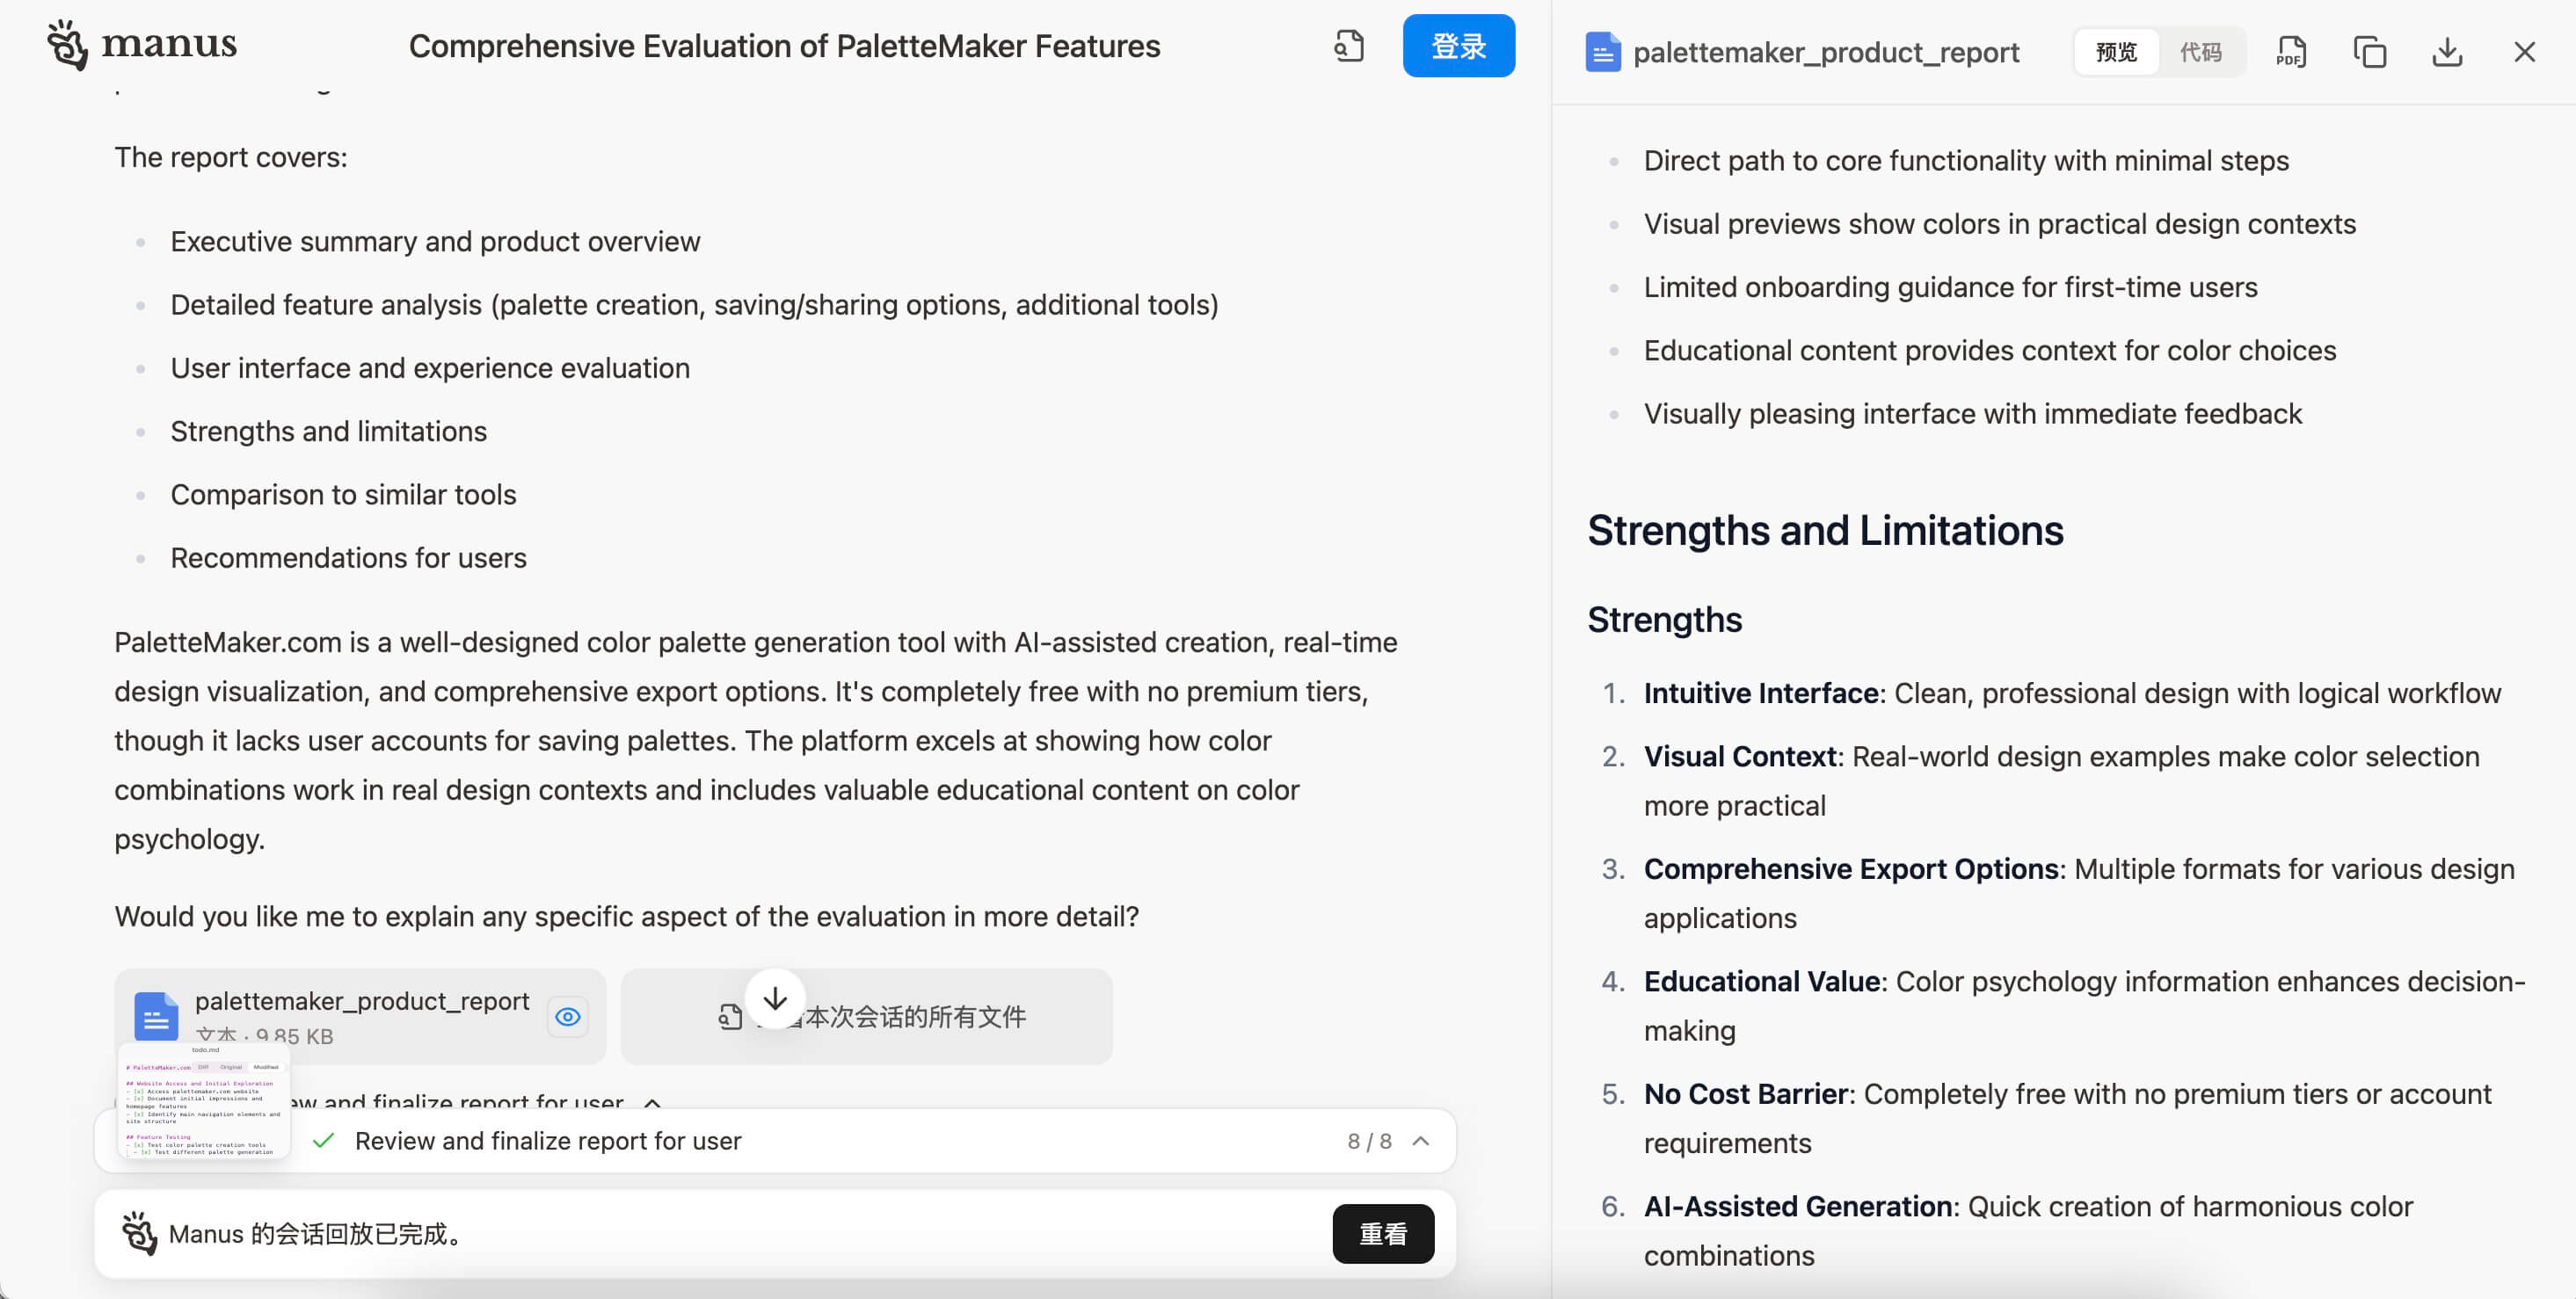 manus
Comprehensive Evaluation of PaletteMaker Features
登录
The report covers:
Executive summary and product overview
Detailed feature analysis (palette creation, saving/sharing options, additional tools)
User interface and experience evaluation
Strengths and limitations
Comparison to similar tools
Recommendations for users
PaletteMaker.com is a well-designed color palette generation tool with AI-assisted creation, real-time
design visualization, and comprehensive export options. It's completely free with no premium tiers,
though it lacks user accounts for saving palettes. The platform excels at showing how color
combinations work in real design contexts and includes valuable educational content on color
psychology.
Would you like me to explain any specific aspect of the evaluation in more detail?
palettemaker_product_report
文本 · 9.85 KB
本次会话的所有文件
todo.md
# PaletteMaker.com Diff Original Modified
## Website Access and Initial Exploration
- [x] Access palettemaker.com website
- [x] Document initial impressions and
homepage features
- [x] Identify main navigation elements and
site structure
## Feature Testing
- [x] Test color palette creation tools
- [x] Test different palette generation
and finalize report for user
Review and finalize report for user
8 / 8
Manus 的会话回放已完成。
重看
palettemaker_product_report
预览
代码
PDF
Direct path to core functionality with minimal steps
Visual previews show colors in practical design contexts
Limited onboarding guidance for first-time users
Educational content provides context for color choices
Visually pleasing interface with immediate feedback
Strengths and Limitations
Strengths
1. Intuitive Interface: Clean, professional design with logical workflow
2. Visual Context: Real-world design examples make color selection
more practical
3. Comprehensive Export Options: Multiple formats for various design
applications
4. Educational Value: Color psychology information enhances decision-
making
5. No Cost Barrier: Completely free with no premium tiers or account
requirements
6. AI-Assisted Generation: Quick creation of harmonious color
combinations